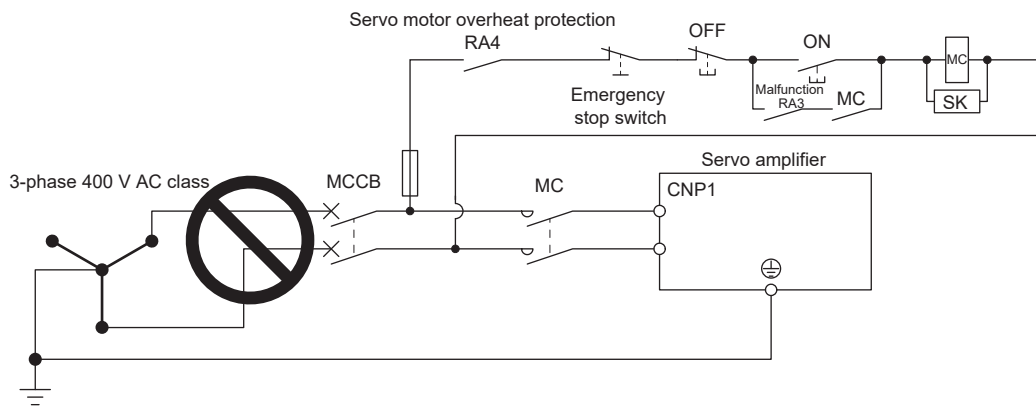 Servo motor overheat protection
RA4
OFF
ON
MC
Emergency
stop switch
Malfunction
RA3
MC
SK
3-phase 400 V AC class
MCCB
MC
Servo amplifier
CNP1